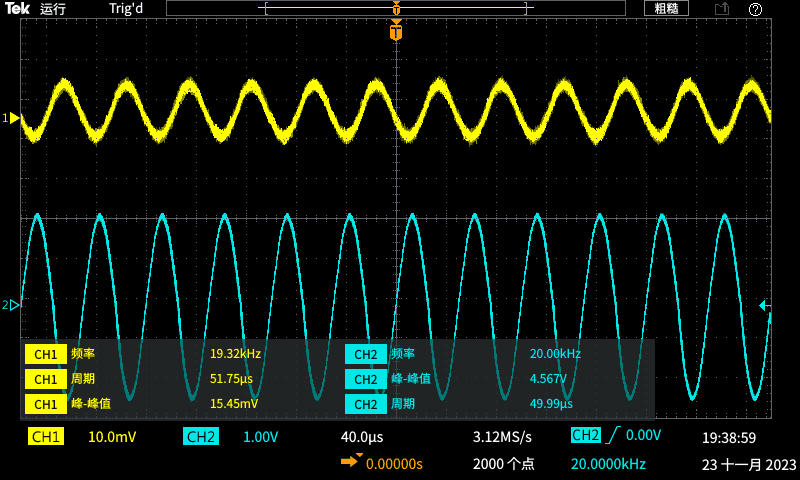 Tek 运行 Trig'd 粗糙
T
T
1
2
CH1 频率 19.32kHz CH2 频率 20.00kHz
CH1 周期 51.75μs CH2 峰-峰值 4.567V
CH1 峰-峰值 15.45mV CH2 周期 49.99μs
CH1 10.0mV CH2 1.00V 40.0μs 3.12MS/s CH2 0.00V 19:38:59
0.00000s 2000 个点 20.0000kHz 23 十一月 2023